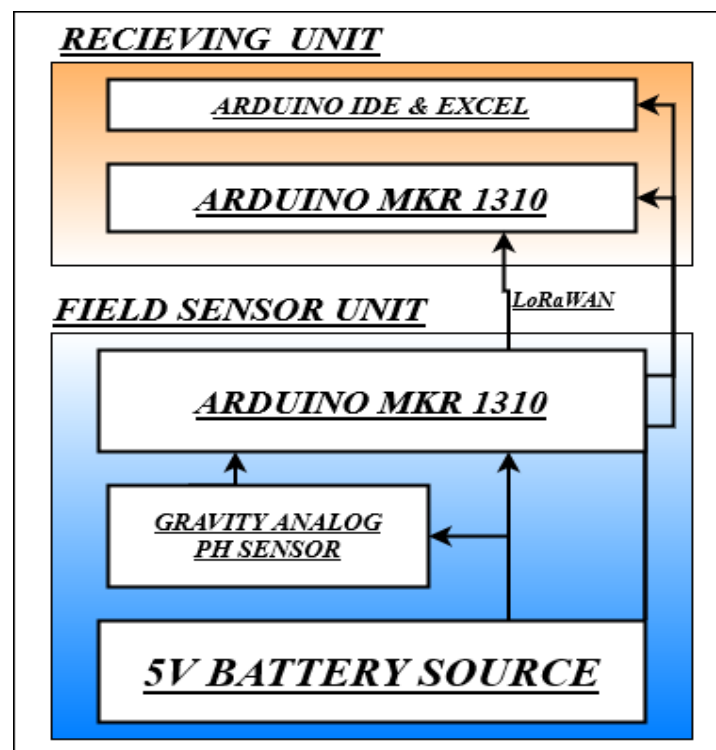 RECIEVING UNIT
ARDUINO IDE & EXCEL
ARDUINO MKR 1310
LoRaWAN
FIELD SENSOR UNIT
ARDUINO MKR 1310
GRAVITY ANALOG
PH SENSOR
5V BATTERY SOURCE